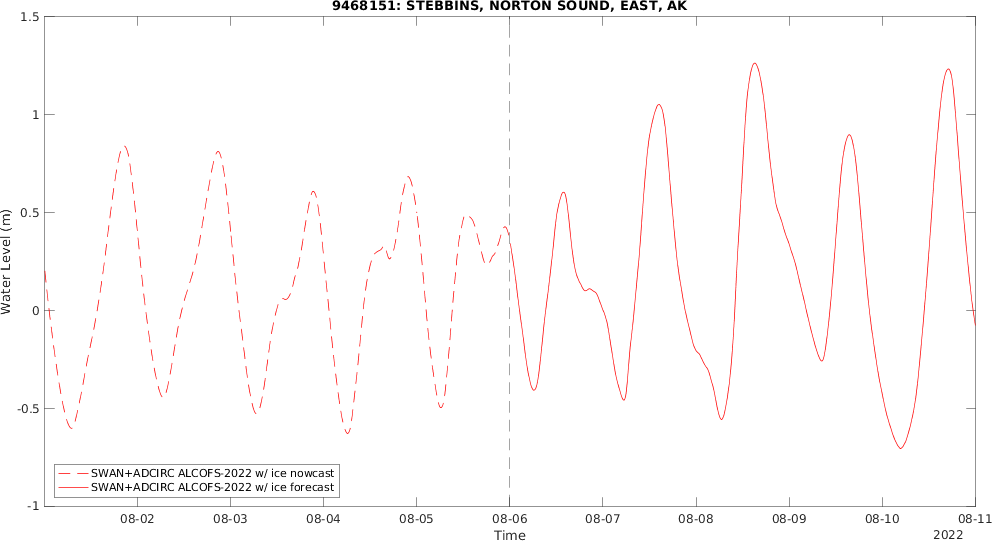 9468151: STEBBINS, NORTON SOUND, EAST, AK
Water Level (m)
1.5
1
0.5
0
-0.5
-1
SWAN+ADCIRC ALCOFS-2022 w/ ice nowcast
SWAN+ADCIRC ALCOFS-2022 w/ ice forecast
08-02 08-03 08-04 08-05 08-06 08-07 08-08 08-09 08-10 08-11
Time
2022